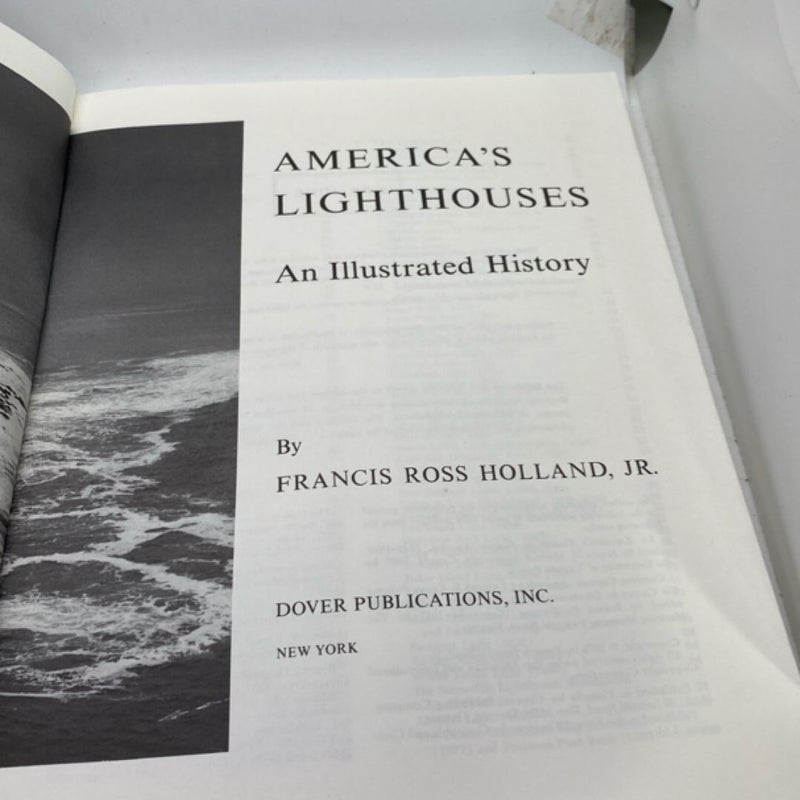 AMERICA'S
LIGHTHOUSES
An Illustrated History
By
FRANCIS ROSS HOLLAND, JR.
DOVER PUBLICATIONS, INC.
NEW YORK